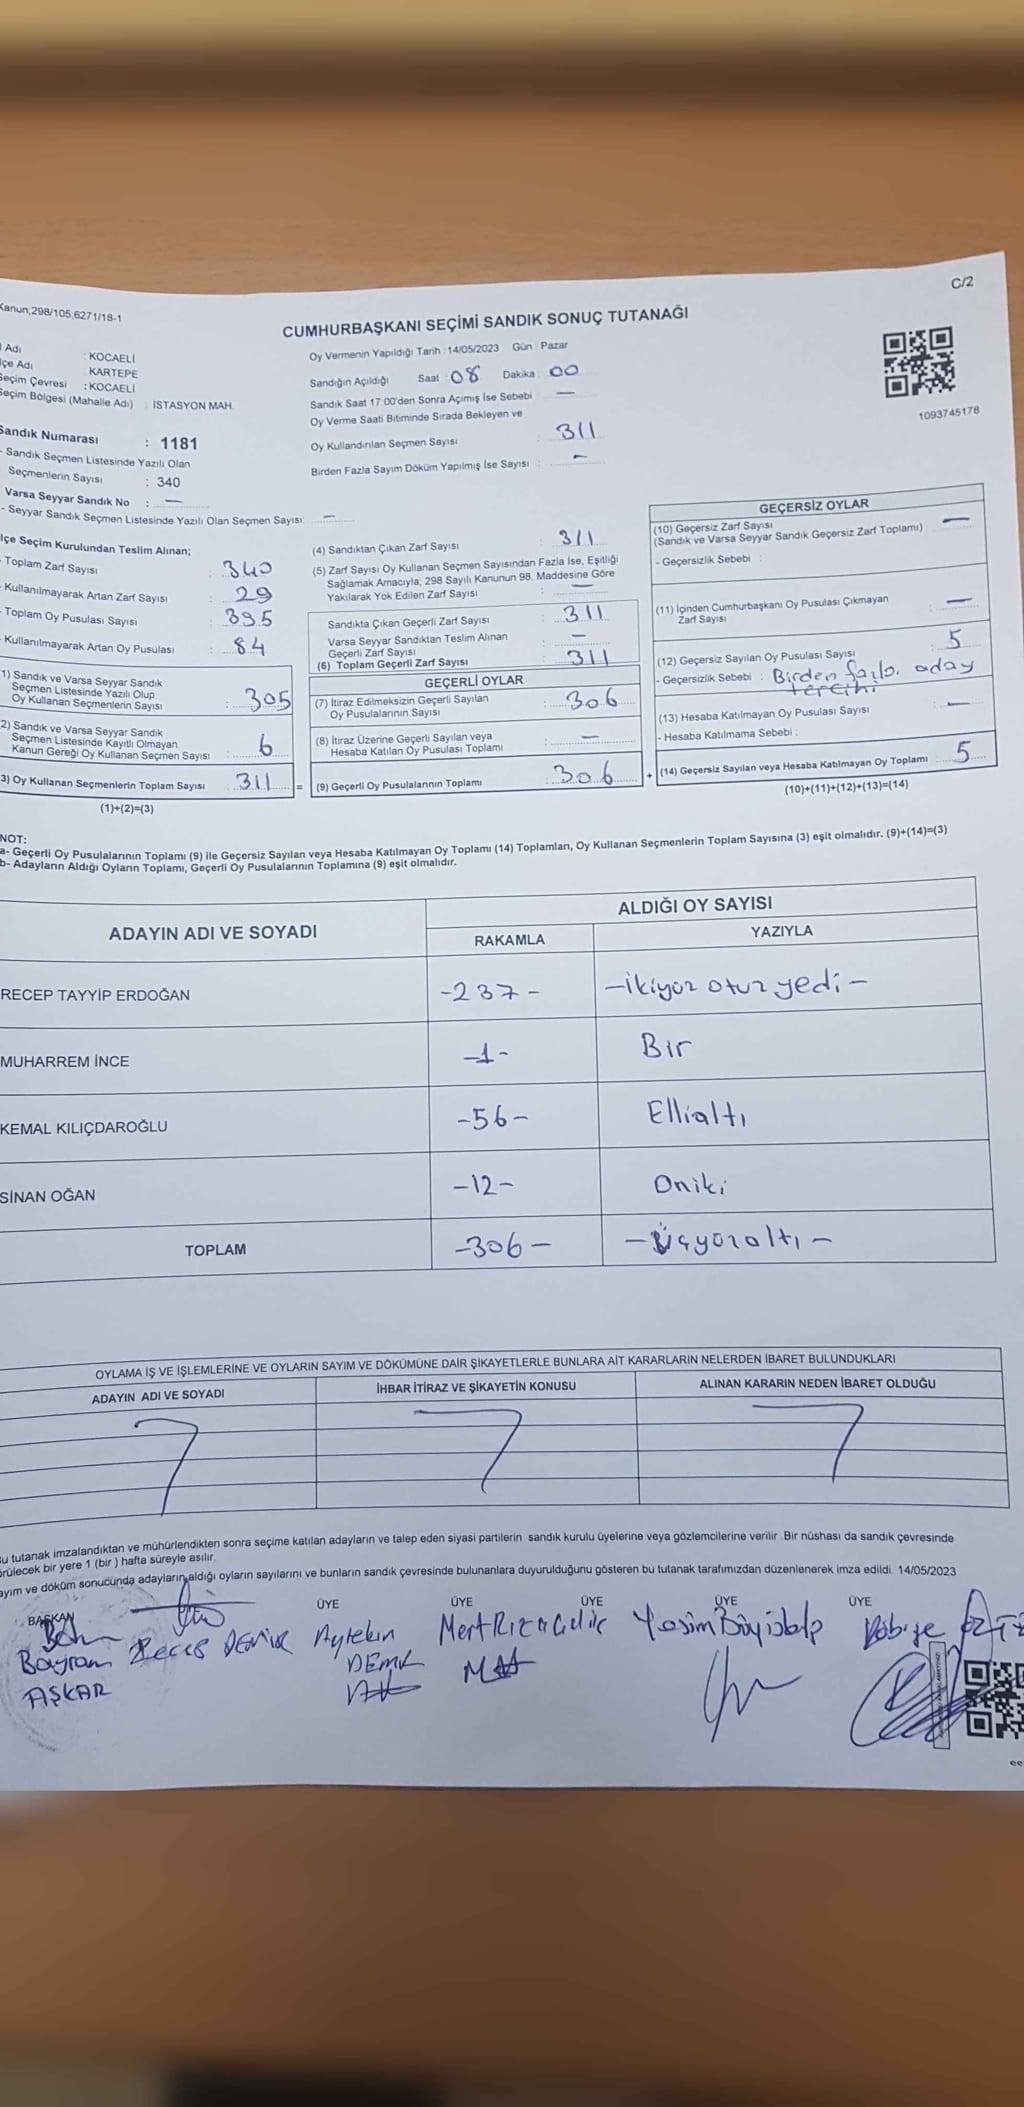 C/2
Kanun;298/105,6271/18-1
CUMHURBAŞKANI SEÇİMİ SANDIK SONUÇ TUTANAĞI
Adı : KOCAELİ
çe Adı : KARTEPE
Seçim Çevresi : KOCAELİ
Seçim Bölgesi (Mahalle Adı) : İSTASYON MAH.
Sandık Numarası : 1181
- Sandık Seçmen Listesinde Yazılı Olan
Seçmenlerin Sayısı : 340
Varsa Seyyar Sandık No : —
- Seyyar Sandık Seçmen Listesinde Yazılı Olan Seçmen Sayısı: —
Oy Vermenin Yapıldığı Tarih : 14/05/2023 Gün : Pazar
Sandığın Açıldığı Saat : 08 Dakika : 00
Sandık Saat 17:00'den Sonra Açımış İse Sebebi : —
Oy Verme Saati Bitiminde Sırada Bekleyen ve
Oy Kullandırılan Seçmen Sayısı : 311
Birden Fazla Sayım Döküm Yapılmış İse Sayısı : —
1093745178
lçe Seçim Kurulundan Teslim Alınan;
- Toplam Zarf Sayısı : 340
- Kullanılmayarak Artan Zarf Sayısı : 29
- Toplam Oy Pusulası Sayısı : 395
- Kullanılmayarak Artan Oy Pusulası : 84
1) Sandık ve Varsa Seyyar Sandık
Seçmen Listesinde Yazılı Olup
Oy Kullanan Seçmenlerin Sayısı : 305
2) Sandık ve Varsa Seyyar Sandık
Seçmen Listesinde Kayıtlı Olmayan
Kanun Gereği Oy Kullanan Seçmen Sayısı : 6
3) Oy Kullanan Seçmenlerin Toplam Sayısı : 311 =
(1)+(2)=(3)
(4) Sandıktan Çıkan Zarf Sayısı : 311
(5) Zarf Sayısı Oy Kullanan Seçmen Sayısından Fazla İse, Eşitliği
Sağlamak Amacıyla; 298 Sayılı Kanunun 98. Maddesine Göre
Yakılarak Yok Edilen Zarf Sayısı : —
Sandıkta Çıkan Geçerli Zarf Sayısı : 311
Varsa Seyyar Sandıktan Teslim Alınan
Geçerli Zarf Sayısı : —
(6) Toplam Geçerli Zarf Sayısı : 311
GEÇERLİ OYLAR
(7) İtiraz Edilmeksizin Geçerli Sayılan
Oy Pusulalarının Sayısı : 306
(8) İtiraz Üzerine Geçerli Sayılan veya
Hesaba Katılan Oy Pusulası Toplamı : —
(9) Geçerli Oy Pusulalarının Toplamı : 306 +
GEÇERSİZ OYLAR
(10) Geçersiz Zarf Sayısı
(Sandık ve Varsa Seyyar Sandık Geçersiz Zarf Toplamı) : —
- Geçersizlik Sebebi :
(11) İçinden Cumhurbaşkanı Oy Pusulası Çıkmayan
Zarf Sayısı : —
(12) Geçersiz Sayılan Oy Pusulası Sayısı : 5
- Geçersizlik Sebebi : Birden fazla aday
tercihi
(13) Hesaba Katılmayan Oy Pusulası Sayısı : —
- Hesaba Katılmama Sebebi :
(14) Geçersiz Sayılan veya Hesaba Katılmayan Oy Toplamı : 5
(10)+(11)+(12)+(13)=(14)
NOT:
a- Geçerli Oy Pusulalarının Toplamı (9) ile Geçersiz Sayılan veya Hesaba Katılmayan Oy Toplamı (14) Toplamları, Oy Kullanan Seçmenlerin Toplam Sayısına (3) eşit olmalıdır. (9)+(14)=(3)
b- Adayların Aldığı Oyların Toplamı, Geçerli Oy Pusulalarının Toplamına (9) eşit olmalıdır.
ADAYIN ADI VE SOYADI
ALDIĞI OY SAYISI
RAKAMLA
YAZIYLA
RECEP TAYYİP ERDOĞAN -237- -ikiyüz otuz yedi-
MUHARREM İNCE -1- Bir
KEMAL KILIÇDAROĞLU -56- Ellialtı
SİNAN OĞAN -12- Oniki
TOPLAM -306- -Üçyüzaltı-
OYLAMA İŞ VE İŞLEMLERİNE VE OYLARIN SAYIM VE DÖKÜMÜNE DAİR ŞİKAYETLERLE BUNLARA AİT KARARLARIN NELERDEN İBARET BULUNDUKLARI
ADAYIN ADI VE SOYADI
İHBAR İTİRAZ VE ŞİKAYETİN KONUSU
ALINAN KARARIN NEDEN İBARET OLDUĞU
u tutanak imzalandıktan ve mühürlendikten sonra seçime katılan adayların ve talep eden siyasi partilerin sandık kurulu üyelerine veya gözlemcilerine verilir. Bir nüshası da sandık çevresinde
örülecek bir yere 1 (bir) hafta süreyle asılır.
ayım ve döküm sonucunda adayların aldığı oyların sayılarını ve bunların sandık çevresinde bulunanlara duyurulduğunu gösteren bu tutanak tarafımızdan düzenlenerek imza edildi. 14/05/2023
BAŞKAN ÜYE ÜYE ÜYE ÜYE ÜYE
Bayram
AŞKAR
Recep DEMİR
Aytekin
DEMİR